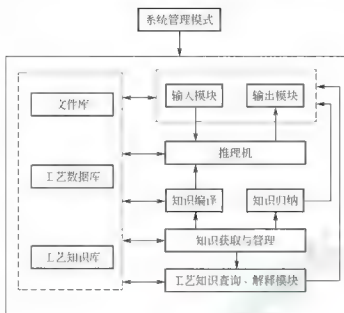 系统管理模式
输入模块
输出模块
文件库
推理机
工艺数据库
知识编译
知识归纳
知识获取与管理
工艺知识库
工艺知识查询、解释模块